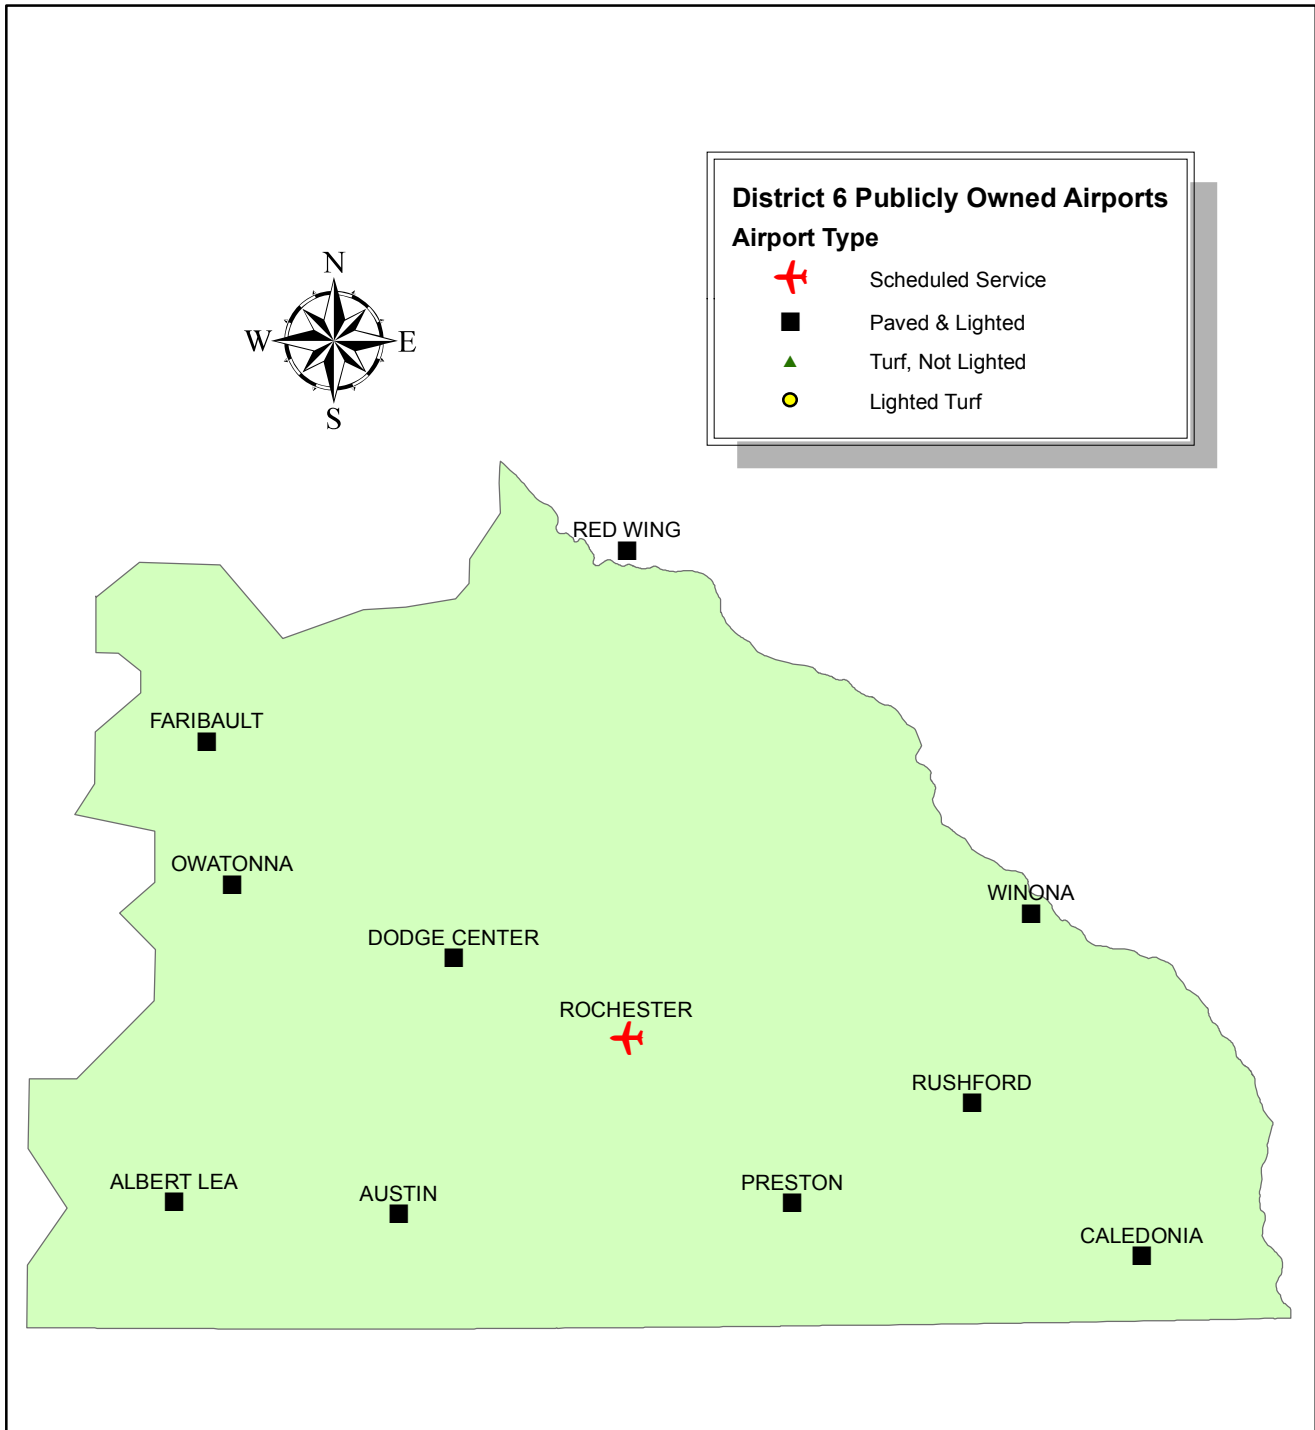 District 6 Publicly Owned Airports
Airport Type
Scheduled Service
Paved & Lighted
Turf, Not Lighted
Lighted Turf
N
W E
S
RED WING
FARIBAULT
OWATONNA
WINONA
DODGE CENTER
ROCHESTER
RUSHFORD
ALBERT LEA
PRESTON
AUSTIN
CALEDONIA